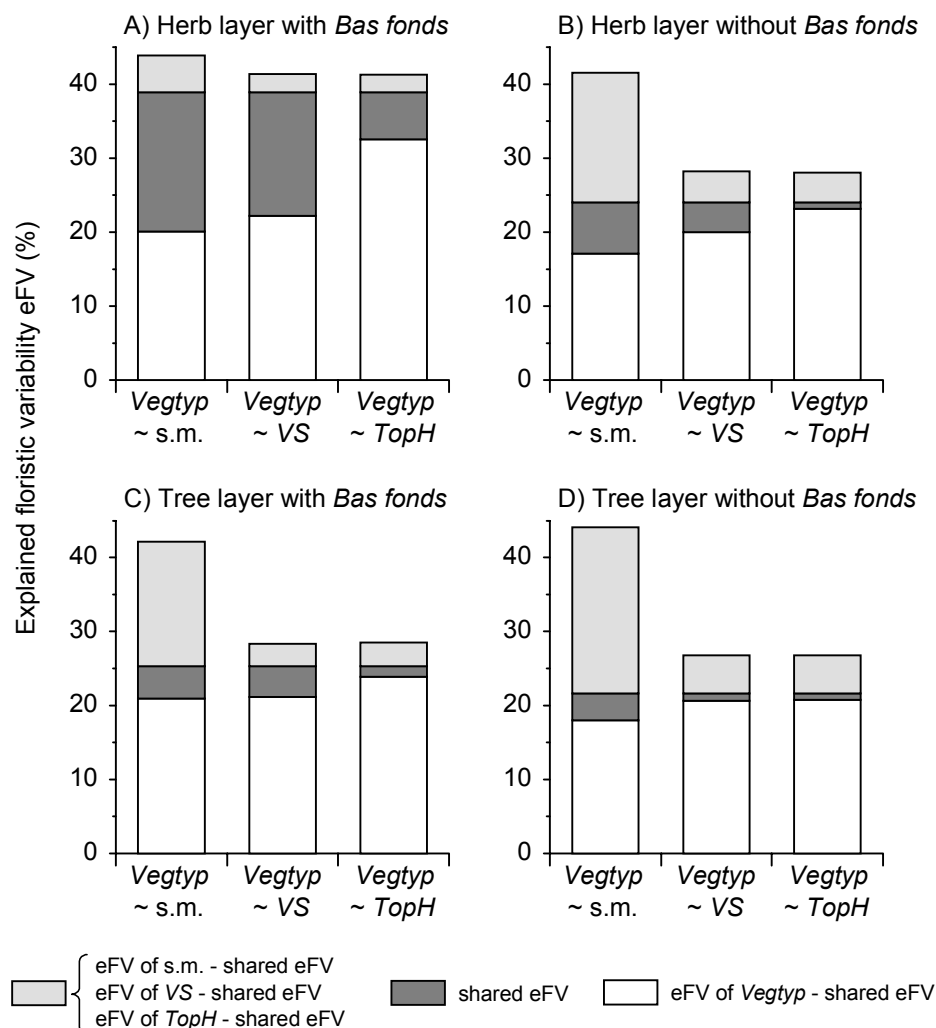 A) Herb layer with Bas fonds
B) Herb layer without Bas fonds
Explained floristic variability eFV (%)
40
30
20
10
0
Vegtyp
~ s.m.
Vegtyp
~ VS
Vegtyp
~ TopH
40
30
20
10
0
Vegtyp
~ s.m.
Vegtyp
~ VS
Vegtyp
~ TopH
C) Tree layer with Bas fonds
D) Tree layer without Bas fonds
40
30
20
10
0
Vegtyp
~ s.m.
Vegtyp
~ VS
Vegtyp
~ TopH
40
30
20
10
0
Vegtyp
~ s.m.
Vegtyp
~ VS
Vegtyp
~ TopH
eFV of s.m. - shared eFV
eFV of VS - shared eFV
eFV of TopH - shared eFV
shared eFV
eFV of Vegtyp - shared eFV